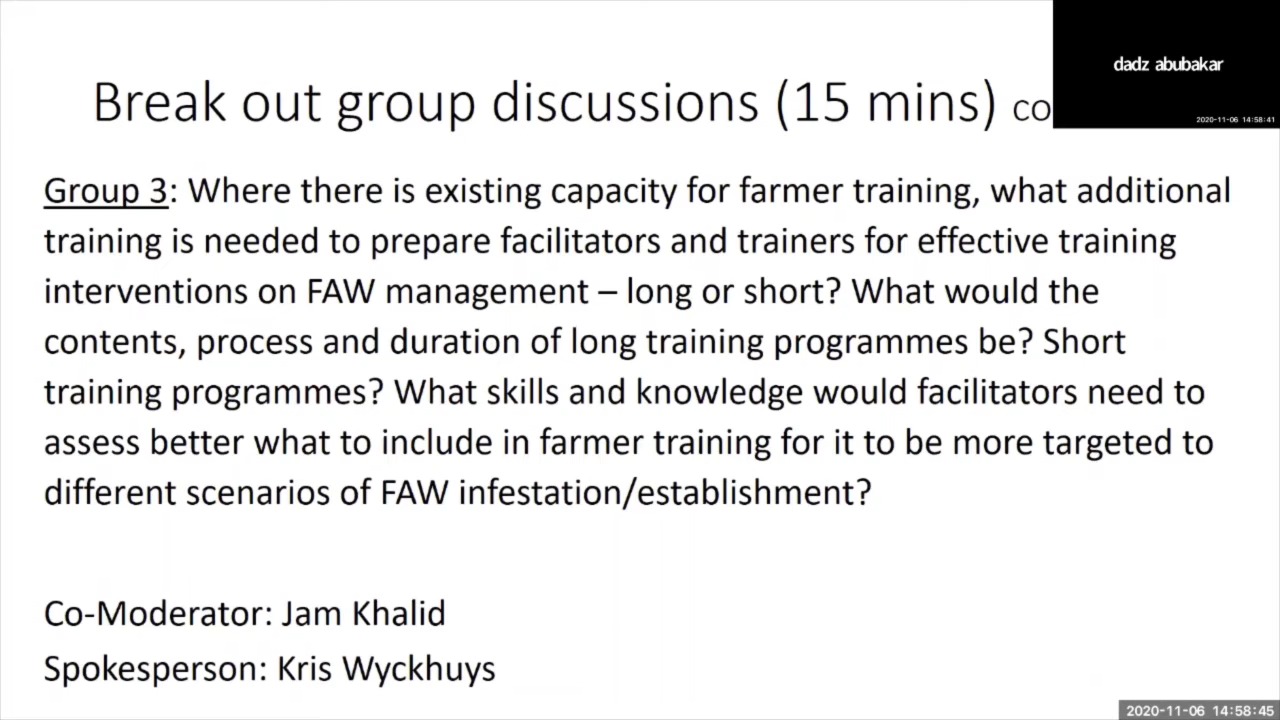 dadz abubakar
2020-11-06 14:58:41
Break out group discussions (15 mins) co
Group 3: Where there is existing capacity for farmer training, what additional
training is needed to prepare facilitators and trainers for effective training
interventions on FAW management – long or short? What would the
contents, process and duration of long training programmes be? Short
training programmes? What skills and knowledge would facilitators need to
assess better what to include in farmer training for it to be more targeted to
different scenarios of FAW infestation/establishment?
Co-Moderator: Jam Khalid
Spokesperson: Kris Wyckhuys
2020-11-06 14:58:45